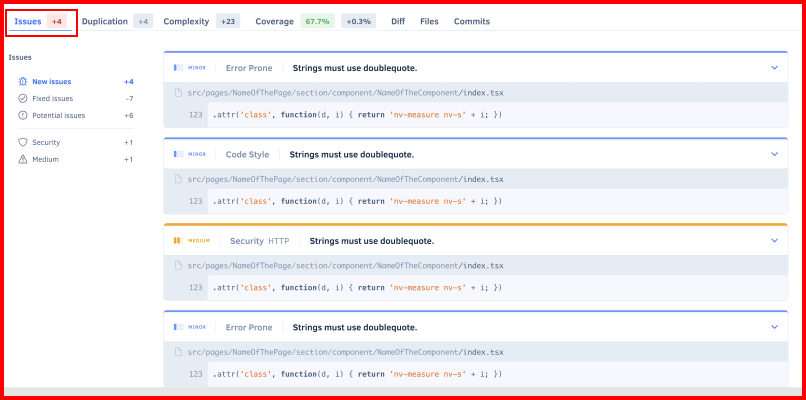 Issues +4 Duplication +4 Complexity +23 Coverage 67.7% +0.3% Diff Files Commits
Issues
New issues +4
Fixed issues -7
Potential issues +6
Security +1
Medium +1
MINOR Error Prone Strings must use doublequote.
src/pages/NameOfThePage/section/component/NameOfTheComponent/index.tsx
123 .attr('class', function(d, i) { return 'nv-measure nv-s' + i; })
MINOR Code Style Strings must use doublequote.
src/pages/NameOfThePage/section/component/NameOfTheComponent/index.tsx
123 .attr('class', function(d, i) { return 'nv-measure nv-s' + i; })
MEDIUM Security HTTP Strings must use doublequote.
src/pages/NameOfThePage/section/component/NameOfTheComponent/index.tsx
123 .attr('class', function(d, i) { return 'nv-measure nv-s' + i; })
MINOR Error Prone Strings must use doublequote.
src/pages/NameOfThePage/section/component/NameOfTheComponent/index.tsx
123 .attr('class', function(d, i) { return 'nv-measure nv-s' + i; })